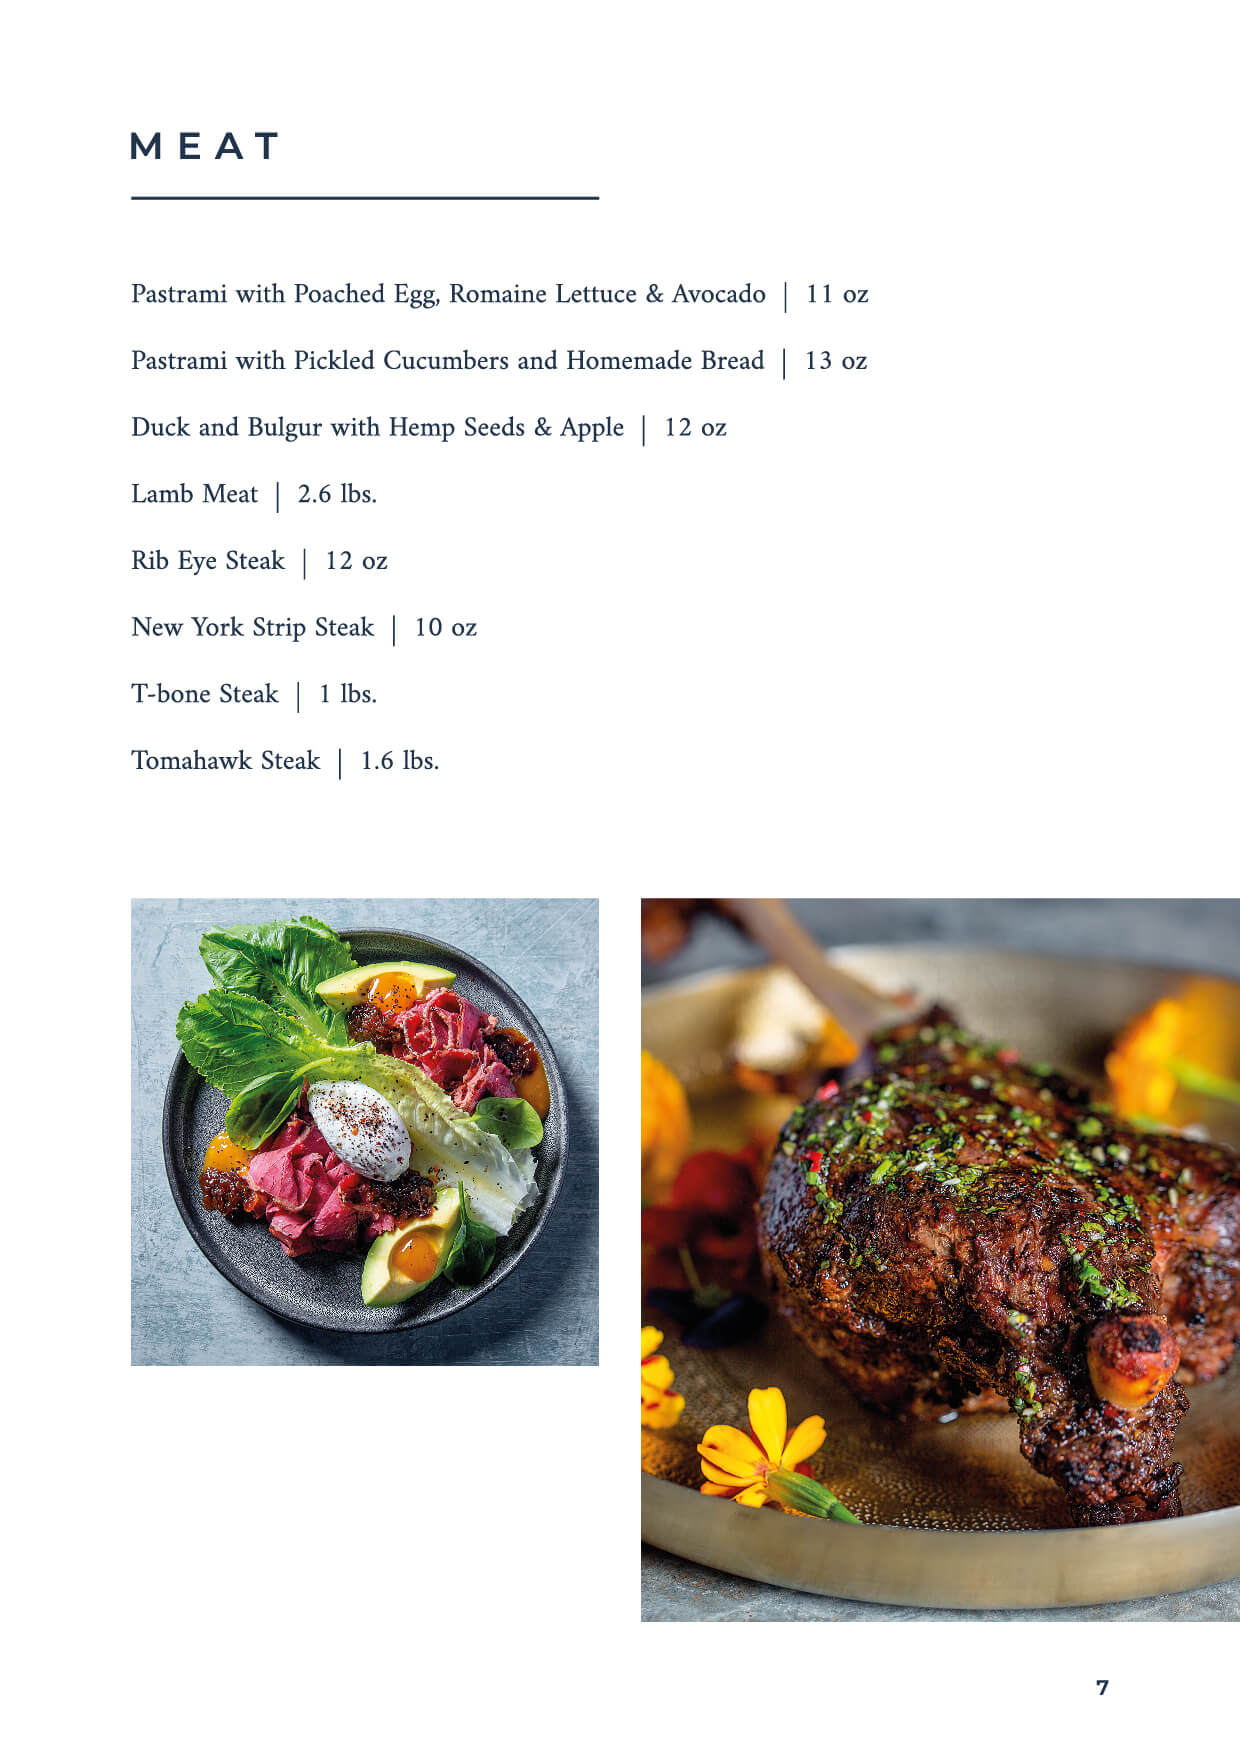 MEAT
Pastrami with Poached Egg, Romaine Lettuce & Avocado | 11 oz
Pastrami with Pickled Cucumbers and Homemade Bread | 13 oz
Duck and Bulgur with Hemp Seeds & Apple | 12 oz
Lamb Meat | 2.6 lbs.
Rib Eye Steak | 12 oz
New York Strip Steak | 10 oz
T-bone Steak | 1 lbs.
Tomahawk Steak | 1.6 lbs.
7